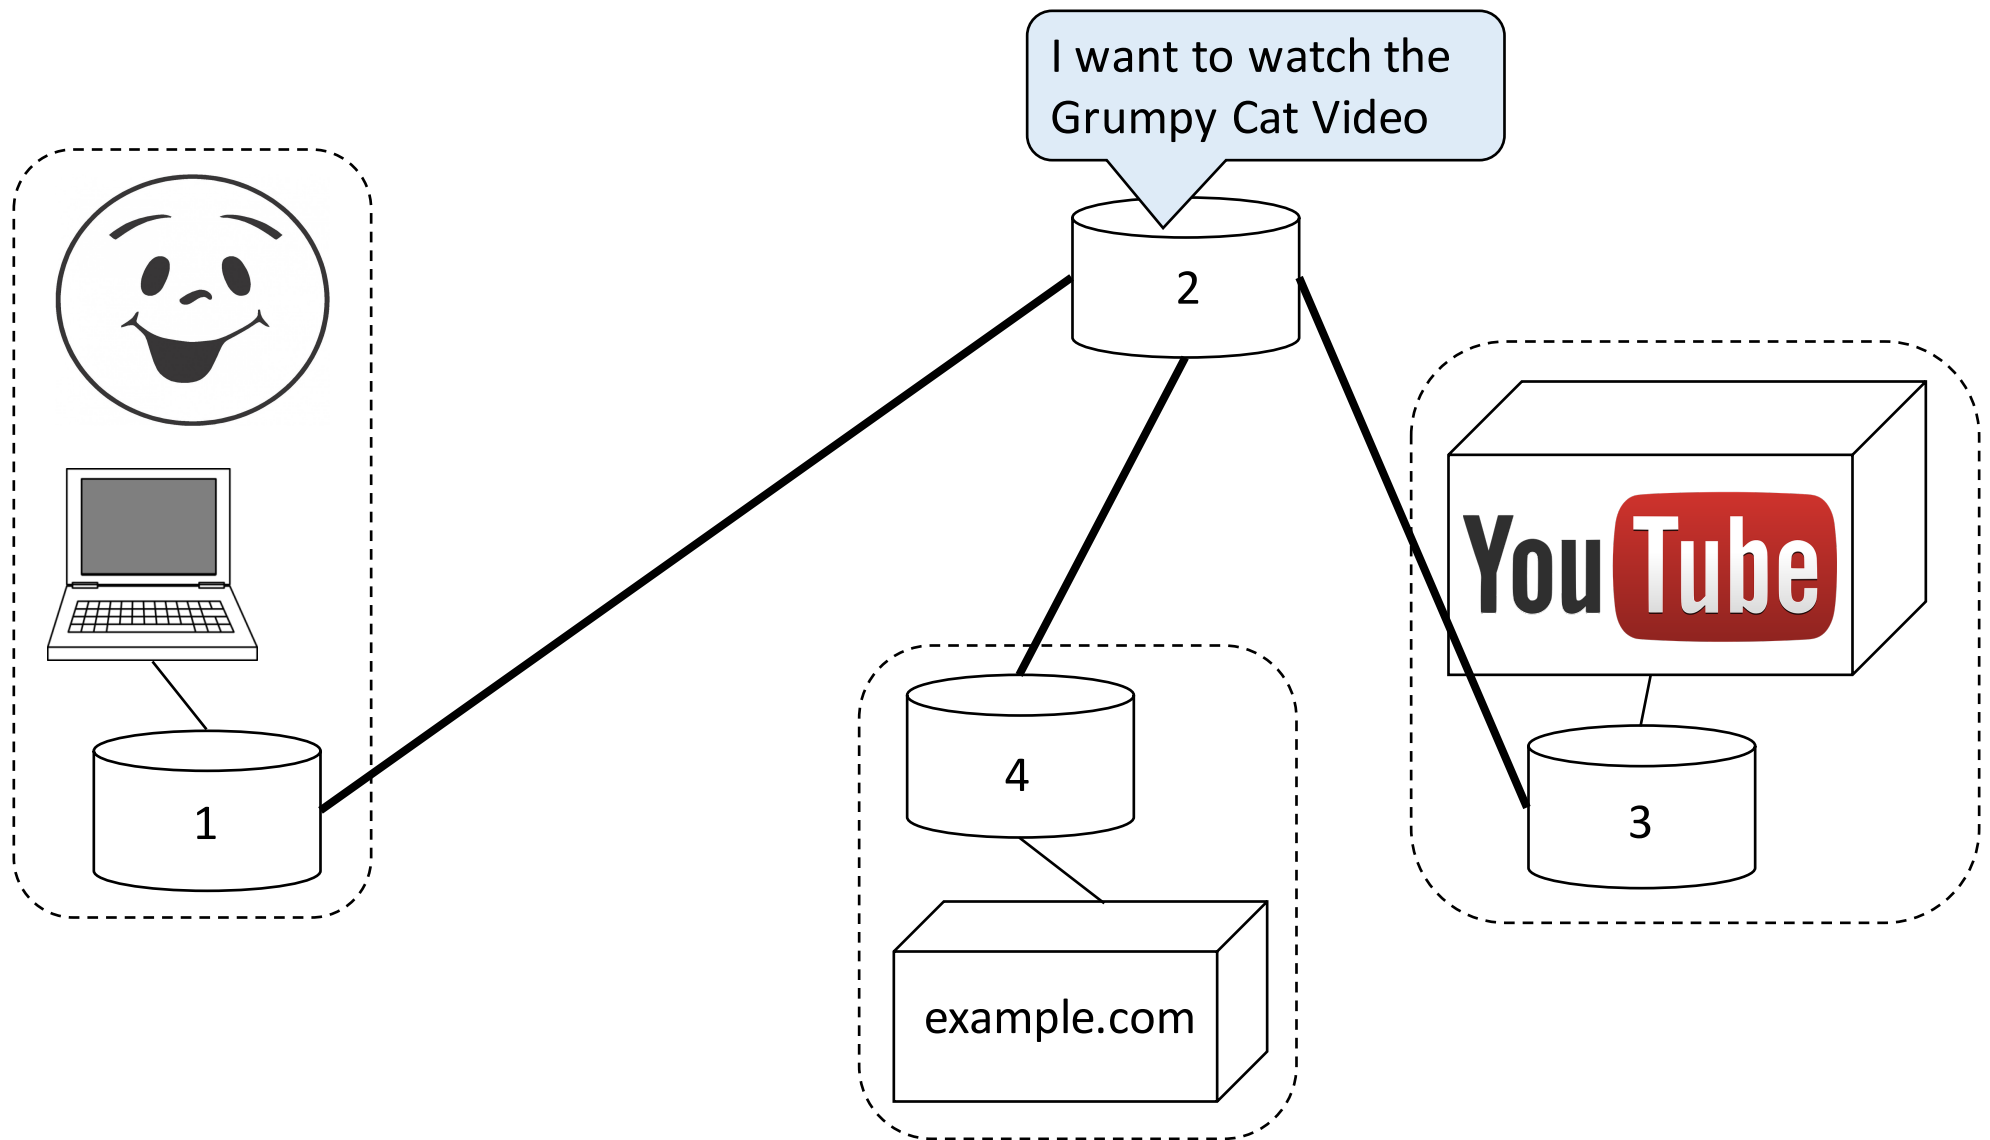 I want to watch the
Grumpy Cat Video
2
YouTube
4
1
3
example.com